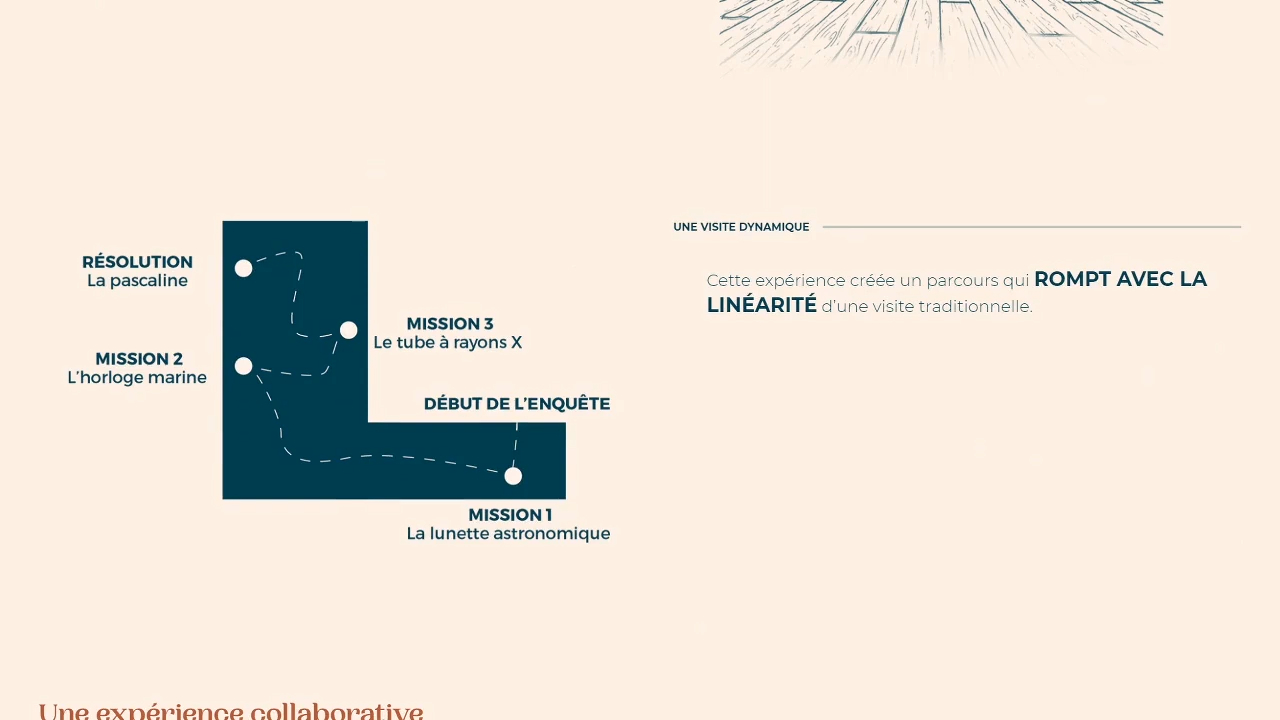 RÉSOLUTION
La pascaline
MISSION 3
Le tube à rayons X
MISSION 2
L’horloge marine
DÉBUT DE L’ENQUÊTE
MISSION 1
La lunette astronomique
UNE VISITE DYNAMIQUE
Cette expérience créée un parcours qui ROMPT AVEC LA
LINÉARITÉ d’une visite traditionnelle.
Une expérience collaborative